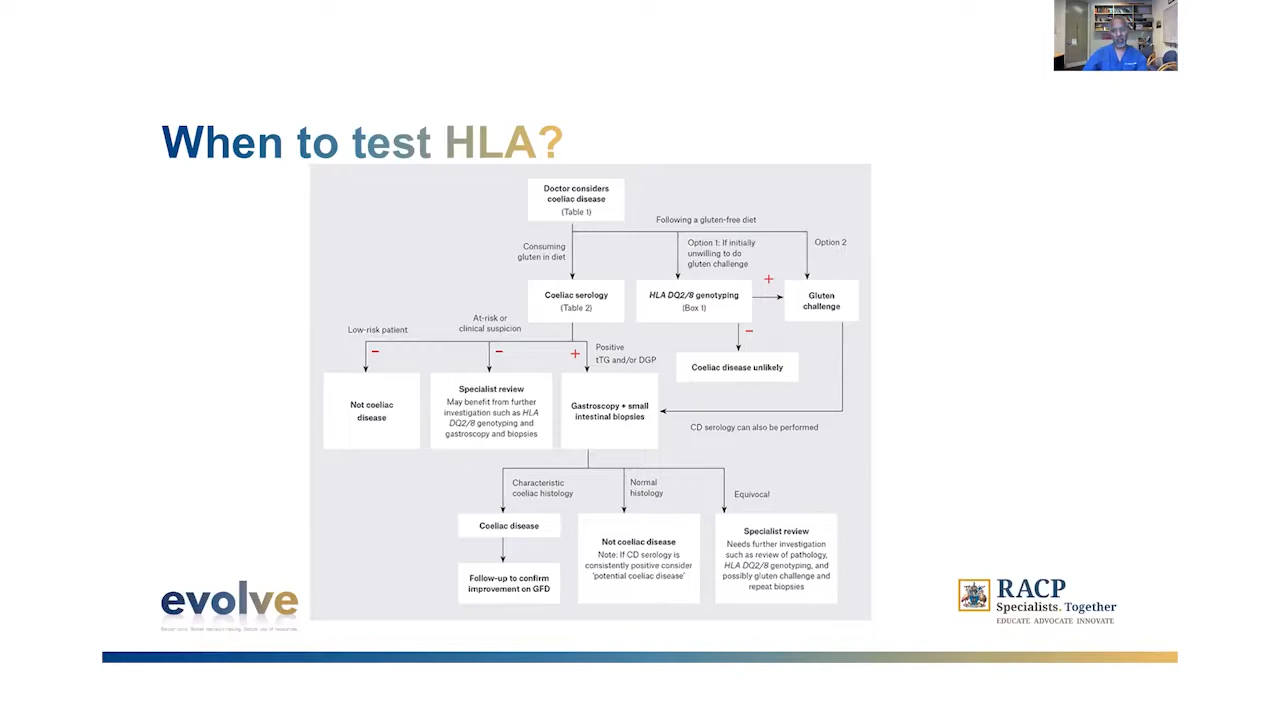 When to test HLA?
Doctor considers
coeliac disease
(Table 1)
Following a gluten-free diet
Consuming
gluten in diet
Option 1: If initially
unwilling to do
gluten challenge
Option 2
Coeliac serology
(Table 2)
HLA DQ2/8 genotyping
(Box 1)
+
Gluten
challenge
Low-risk patient
At-risk or
clinical suspicion
Positive
tTG and/or DGP
−
−
+
−
Coeliac disease unlikely
Not coeliac
disease
Specialist review
May benefit from further
investigation such as HLA
DQ2/8 genotyping and
gastroscopy and biopsies
Gastroscopy + small
intestinal biopsies
CD serology can also be performed
Characteristic
coeliac histology
Normal
histology
Equivocal
Coeliac disease
Follow-up to confirm
improvement on GFD
Not coeliac disease
Note: If CD serology is
consistently positive consider
'potential coeliac disease'
Specialist review
Needs further investigation
such as review of pathology,
HLA DQ2/8 genotyping, and
possibly gluten challenge and
repeat biopsies
evolve
RACP
Specialists. Together
EDUCATE ADVOCATE INNOVATE